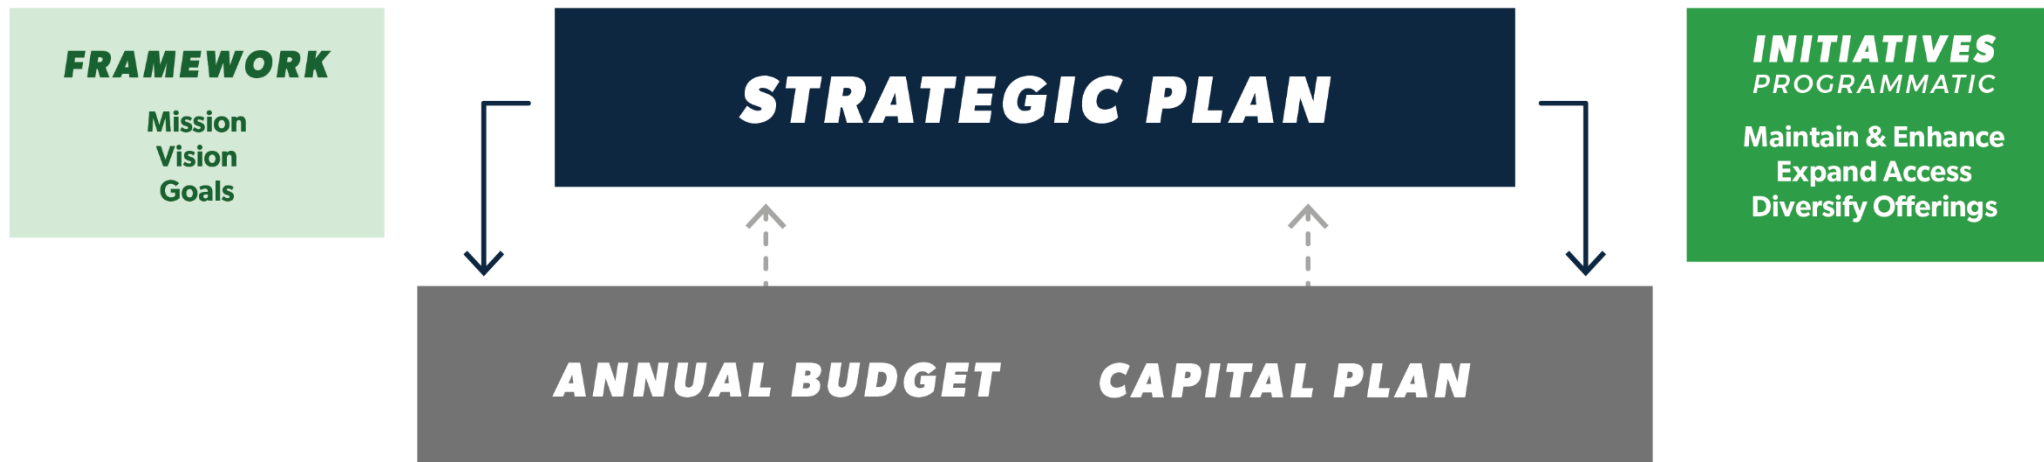 FRAMEWORK
Mission
Vision
Goals
STRATEGIC PLAN
INITIATIVES
PROGRAMMATIC
Maintain & Enhance
Expand Access
Diversify Offerings
ANNUAL BUDGET
CAPITAL PLAN